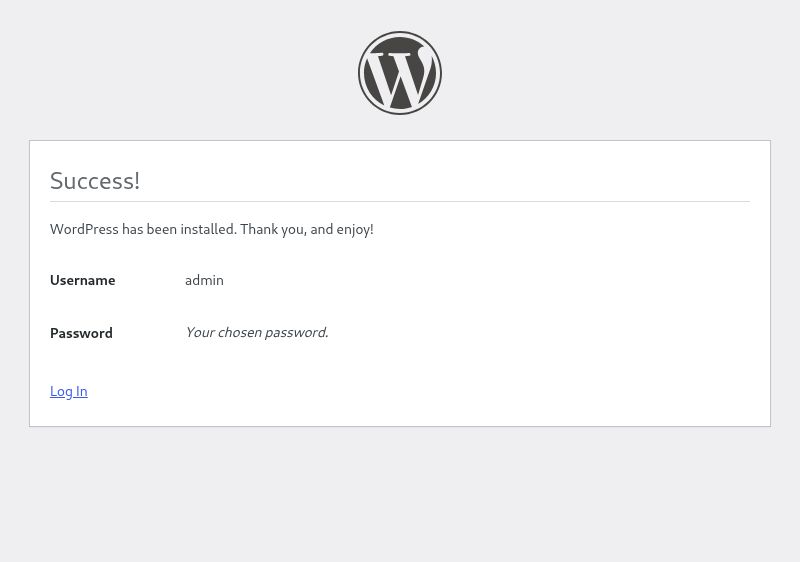 Success!
WordPress has been installed. Thank you, and enjoy!
Username admin
Password Your chosen password.
Log In